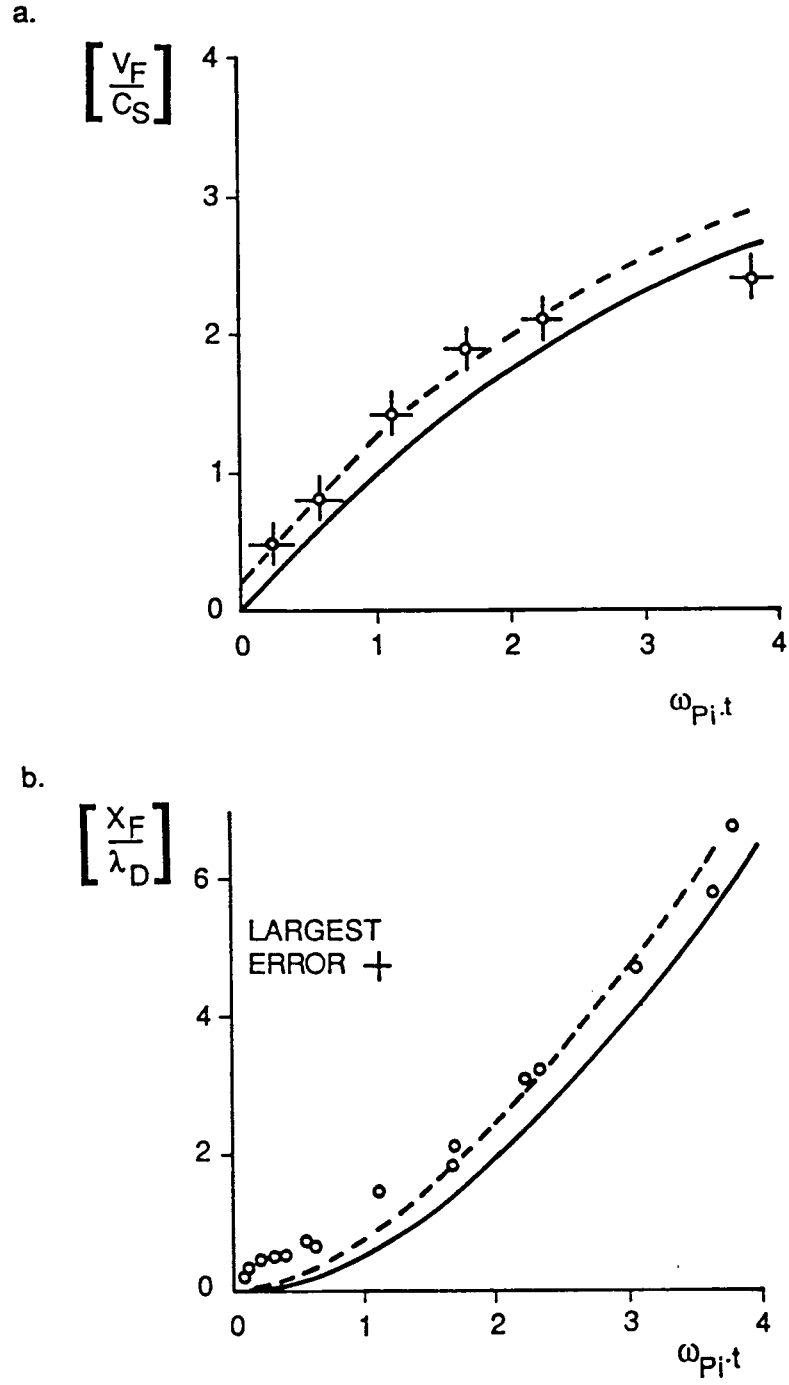 a.
4
[V_F/C_S]
3
2
1
0
0 1 2 3 4
ω_Pi·t
b.
[X_F/λ_D]
6
LARGEST
ERROR
4
2
0
0 1 2 3 4
ω_Pi·t